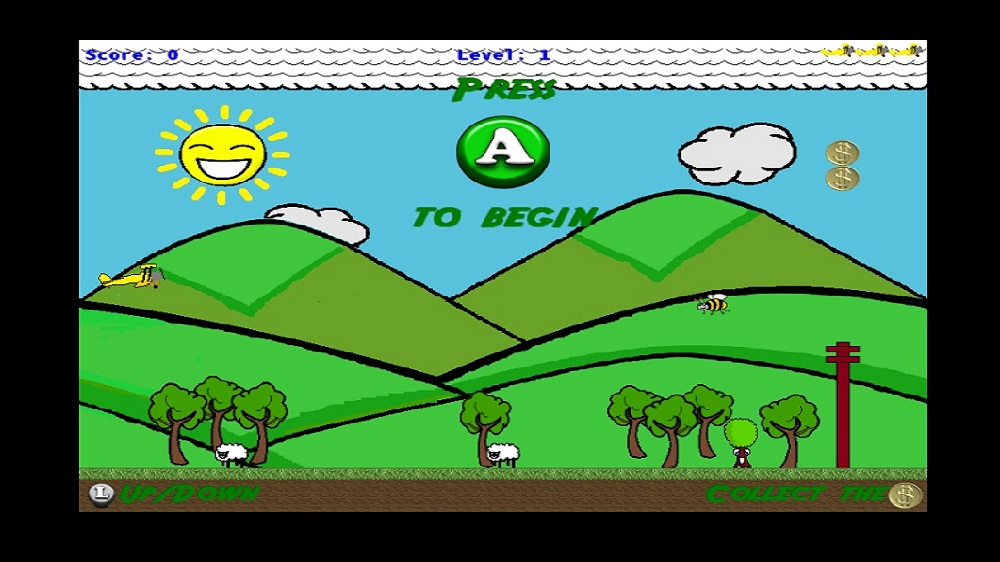 Score: 0
Level: 1
PRESS
A
TO BEGIN
L UP/DOWN
COLLECT THE $